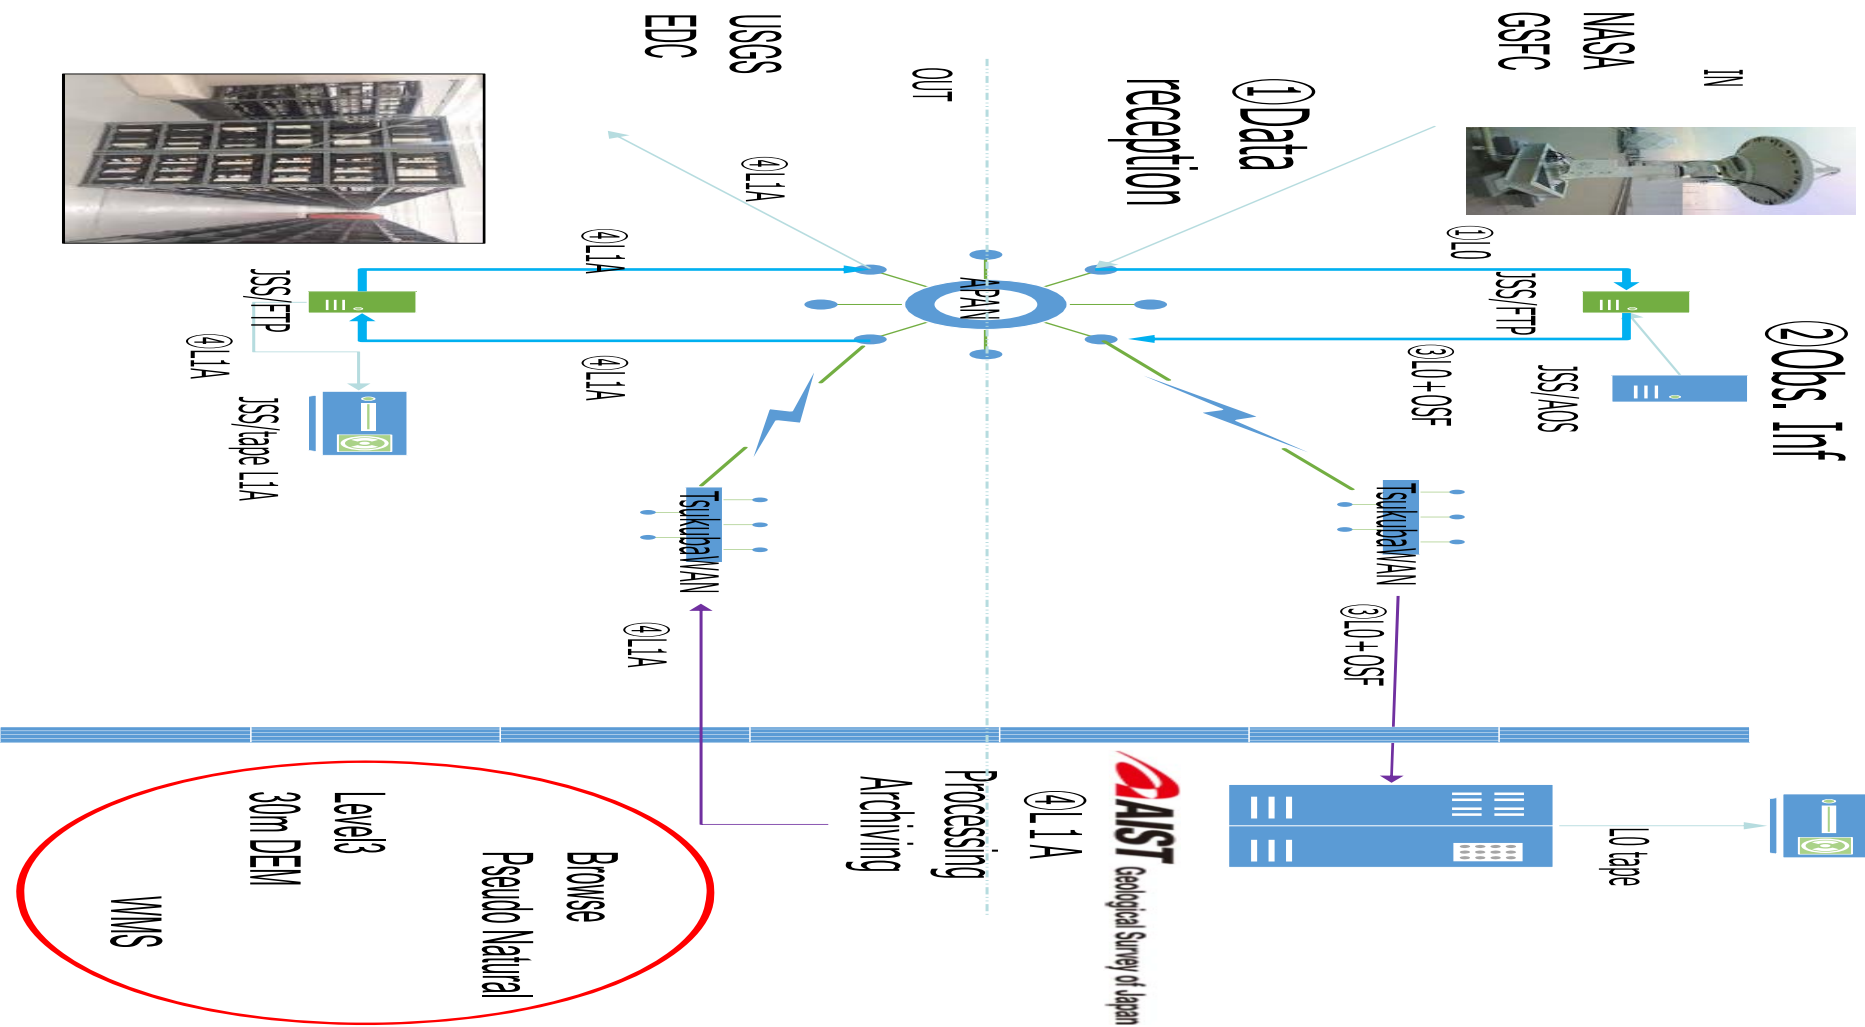 ②Obs. Inf
IN
NASA
GSFC
L0 tape
JSS/AOS
JSS/FTP
①L0
③L0+OSF
TsukubaWAN
③L0+OSF
①Data
reception
AIST
Geological Survey of Japan
④L1A
Processing
Archiving
APAN
OUT
④L1A
USGS
EDC
TsukubaWAN
④L1A
④L1A
④L1A
Browse
Pseudo Natural
Level3
30m DEM
JSS/FTP
JSS/tape L1A
④L1A
WMS